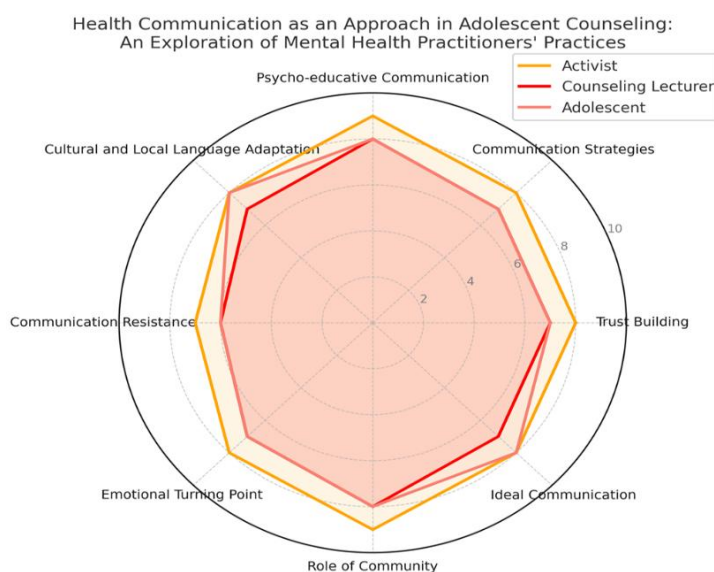 Health Communication as an Approach in Adolescent Counseling:
An Exploration of Mental Health Practitioners' Practices
Activist
Counseling Lecturer
Adolescent
Psycho-educative Communication
Cultural and Local Language Adaptation
Communication Strategies
10
8
6
4
2
Communication Resistance
Trust Building
Emotional Turning Point
Ideal Communication
Role of Community